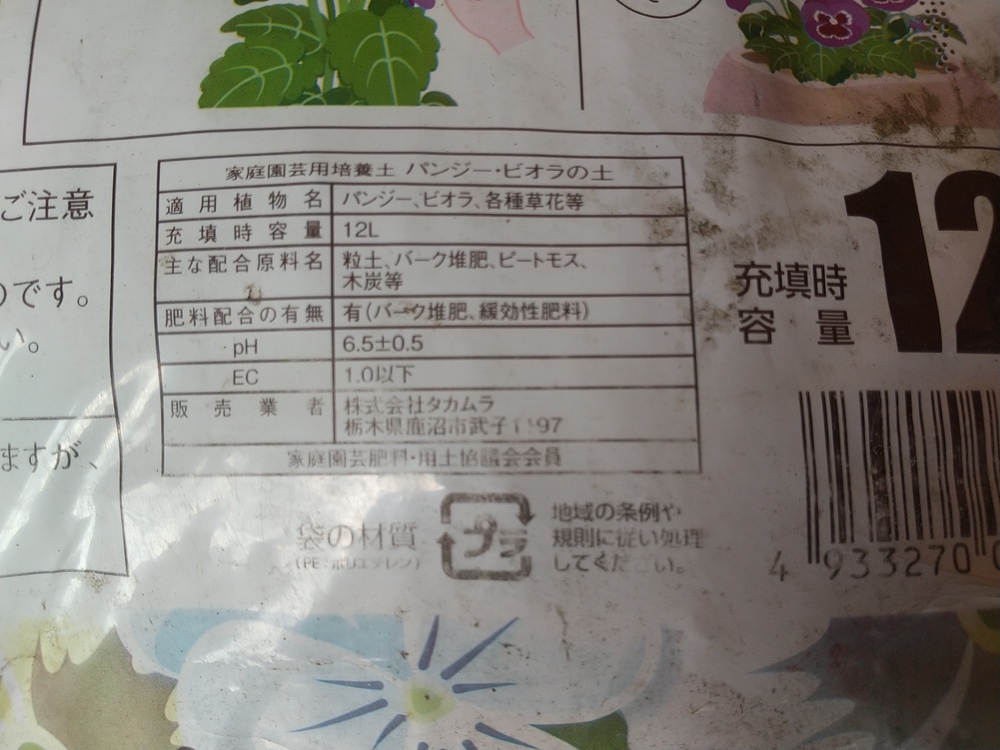 ご注意
のです。
い。
ますが、
家庭園芸用培養土 パンジー・ビオラの土
適用植物名 パンジー、ビオラ、各種草花等
充填時容量 12L
主な配合原料名 粒土、バーク堆肥、ピートモス、
木炭等
肥料配合の有無 有(バーク堆肥、緩効性肥料)
pH 6.5±0.5
EC 1.0以下
販売業者 株式会社タカムラ
栃木県鹿沼市武子1197
家庭園芸肥料・用土協議会会員
充填時
容量
12
袋の材質
(PE:ポリエチレン)
プラ
地域の条例や
規則に従い処理
してください。
4 933270 0